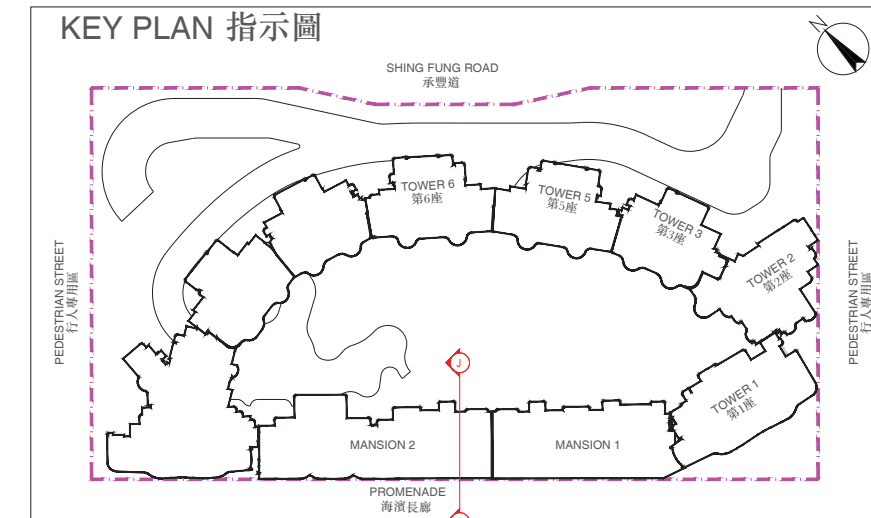 KEY PLAN 指示圖
N
SHING FUNG ROAD
承豐道
TOWER 6
第6座
TOWER 5
第5座
TOWER 3
第3座
TOWER 2
第2座
PEDESTRIAN STREET
行人專用區
PEDESTRIAN STREET
行人專用區
J
TOWER 1
第1座
MANSION 2
MANSION 1
PROMENADE
海濱長廊